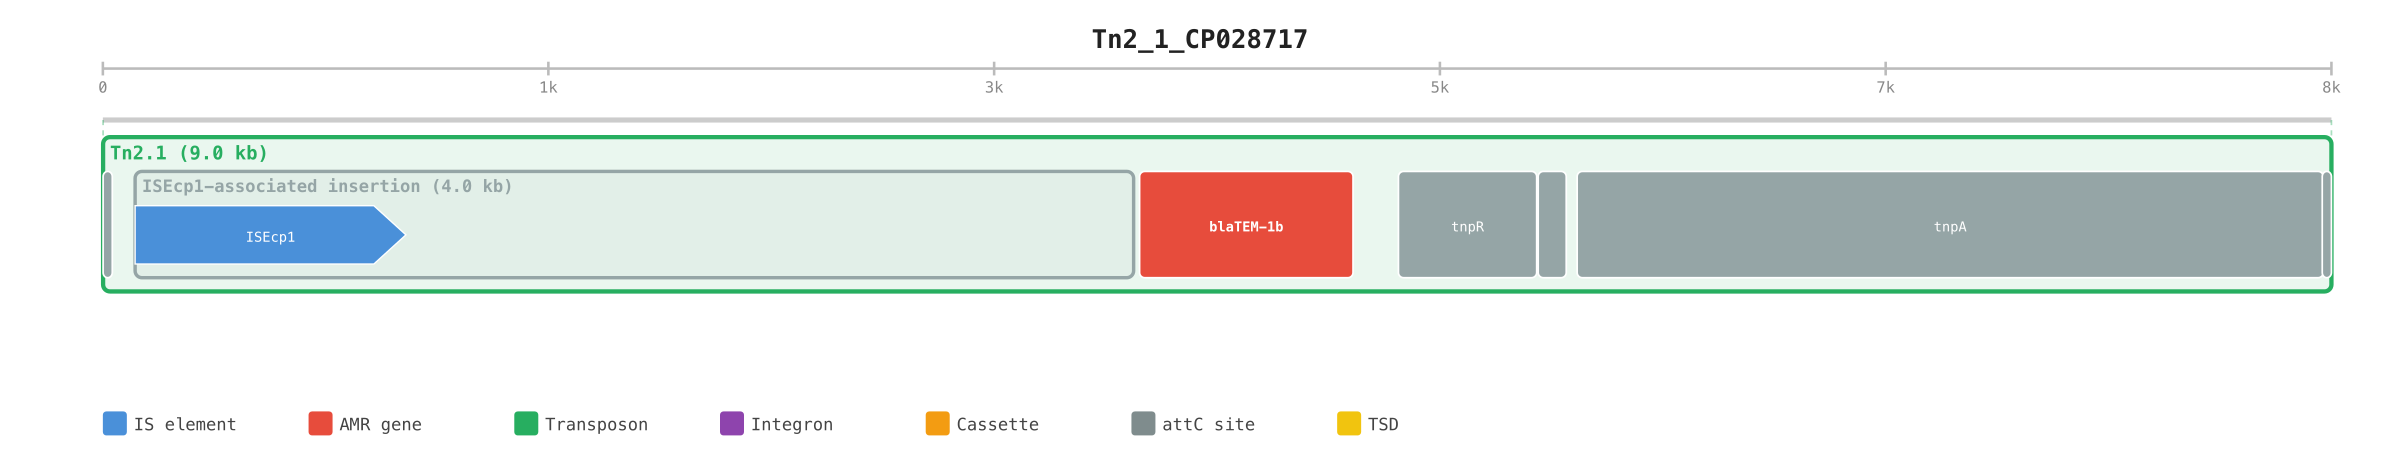 Tn2_1_CP028717
0 1k 3k 5k 7k 8k
Tn2.1 (9.0 kb)
ISEcp1-associated insertion (4.0 kb)
ISEcp1 blaTEM-1b tnpR tnpA
IS element AMR gene Transposon Integron Cassette attC site TSD